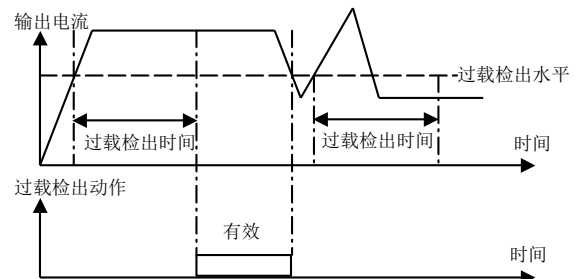 输出电流
过载检出水平
过载检出时间
过载检出时间
时间
过载检出动作
有效
时间